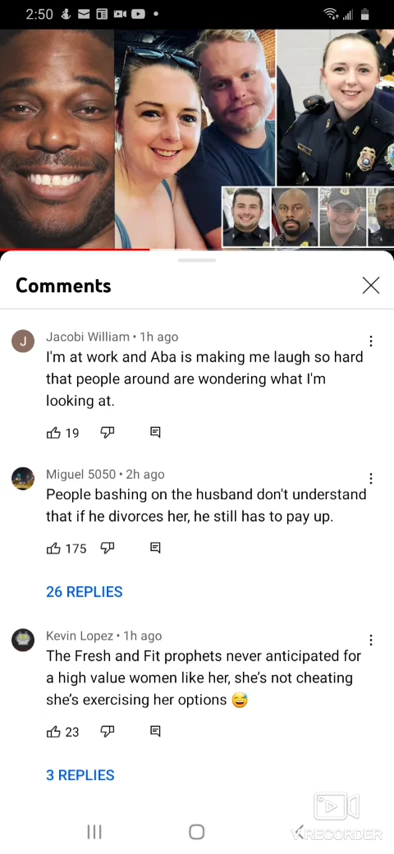 2:50
Comments
J
Jacobi William • 1h ago
I'm at work and Aba is making me laugh so hard
that people around are wondering what I'm
looking at.
19
Miguel 5050 • 2h ago
People bashing on the husband don't understand
that if he divorces her, he still has to pay up.
175
26 REPLIES
Kevin Lopez • 1h ago
The Fresh and Fit prophets never anticipated for
a high value women like her, she's not cheating
she's exercising her options 😅
23
3 REPLIES
V RECORDER